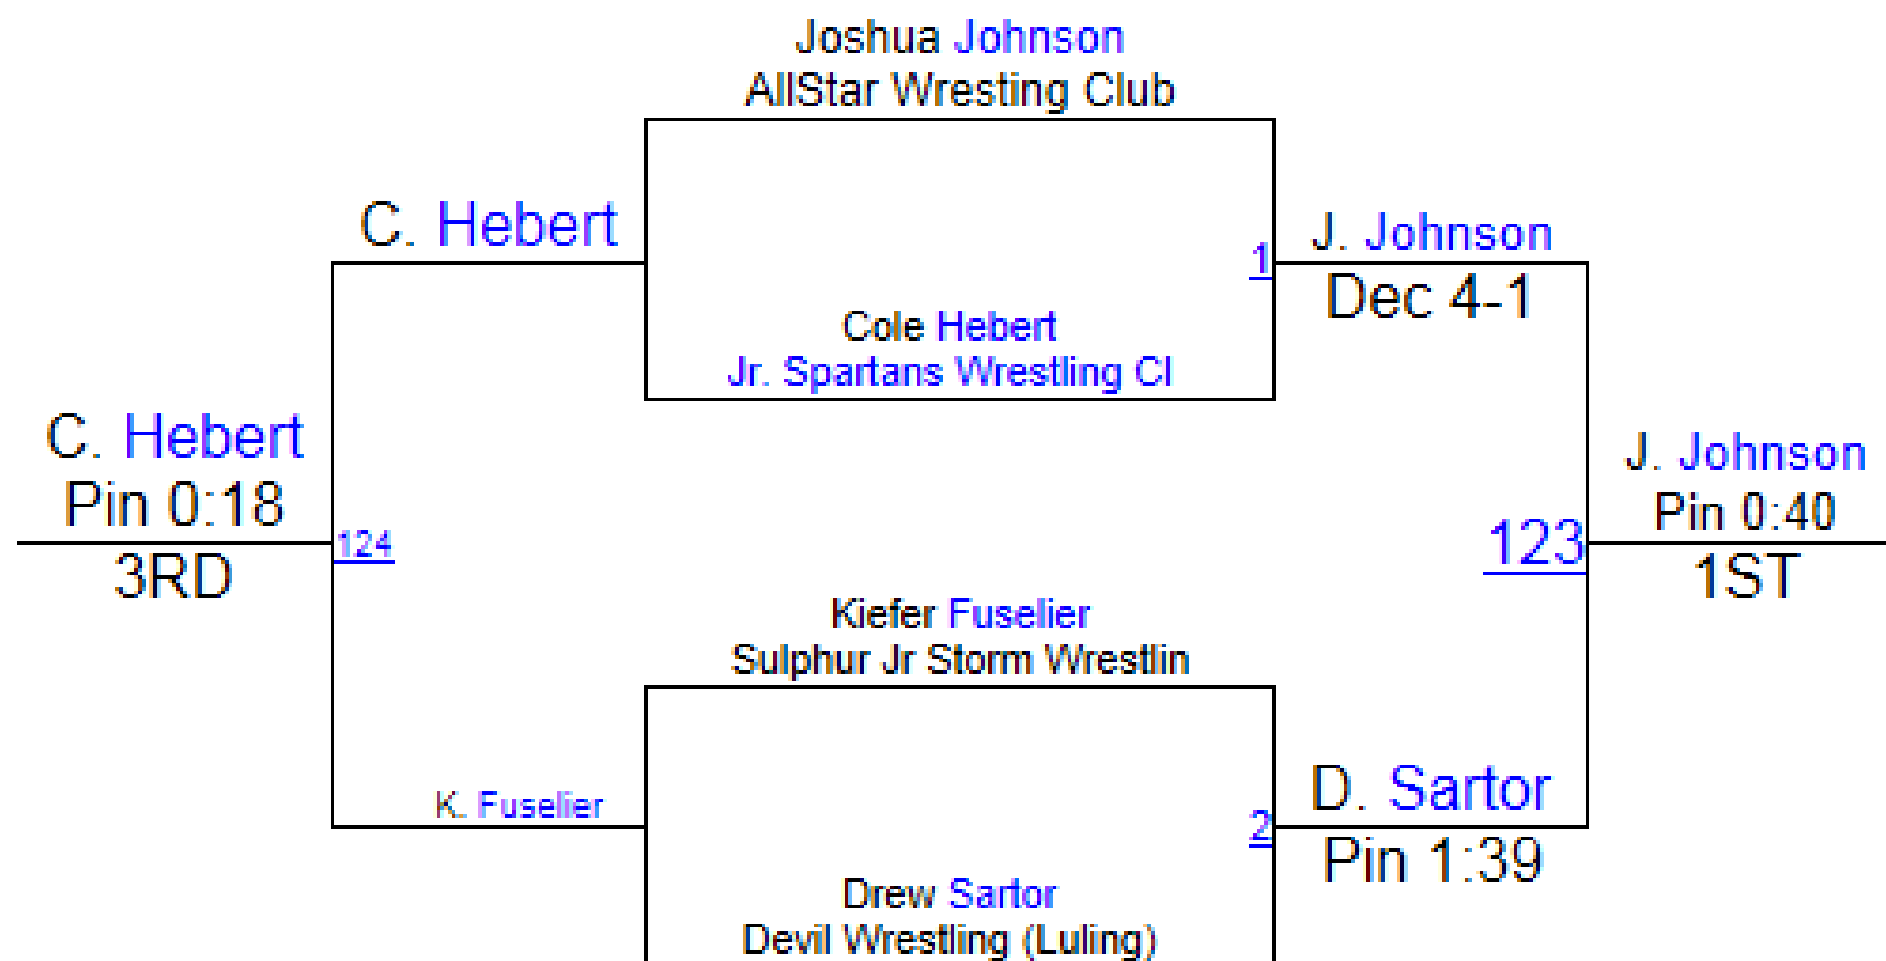 Joshua Johnson
AllStar Wresting Club
C. Hebert
J. Johnson
1
Dec 4-1
Cole Hebert
Jr. Spartans Wrestling Cl
C. Hebert
Pin 0:18
124
3RD
J. Johnson
Pin 0:40
123
1ST
Kiefer Fuselier
Sulphur Jr Storm Wrestlin
K. Fuselier
D. Sartor
2
Pin 1:39
Drew Sartor
Devil Wrestling (Luling)